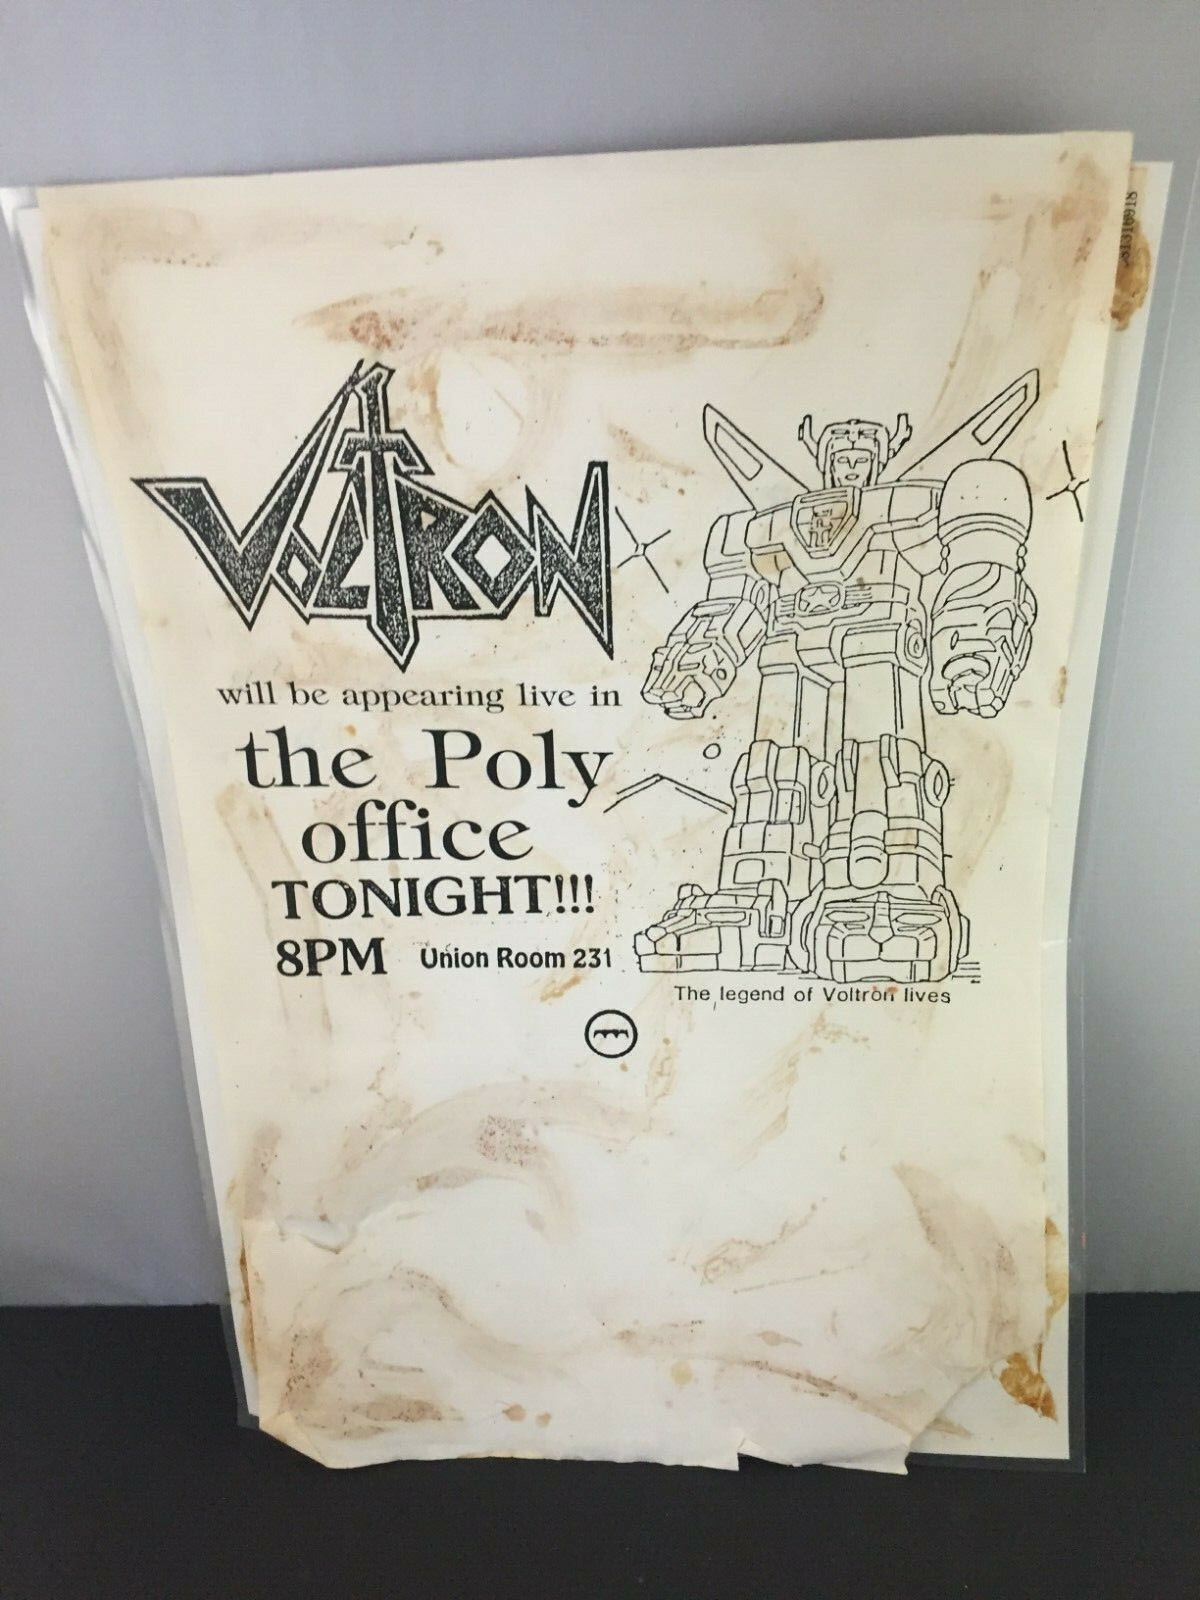 VOLTRON
will be appearing live in
the Poly
office
TONIGHT!!!
8PM Union Room 231
The legend of Voltron lives